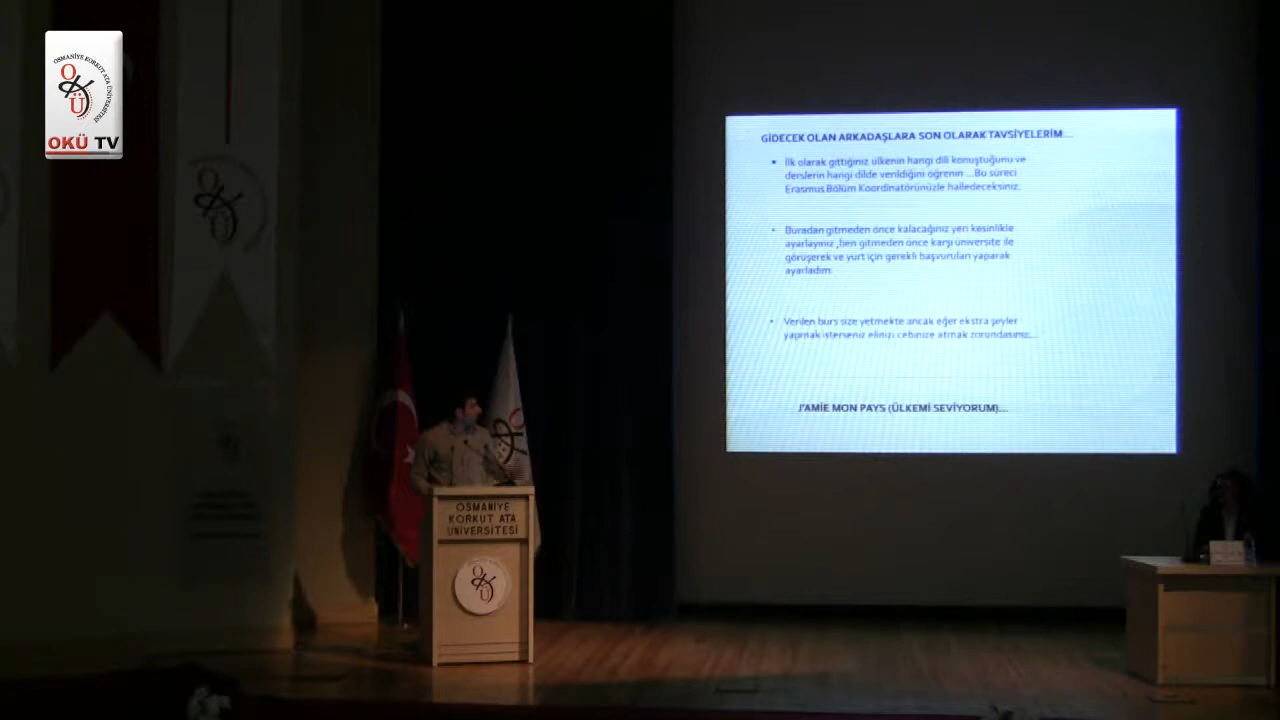 OSMANİYE KORKUT ATA ÜNİVERSİTESİ
OKÜ
OKÜ TV
GİDECEK OLAN ARKADAŞLARA SON OLARAK TAVSİYELERİM....
• İlk olarak gittiğiniz ülkenin hangi dili konuştuğunu ve
derslerin hangi dilde verildiğini öğrenin ...Bu süreci
Erasmus Bölüm Koordinatörünüzle halledeceksiniz.
• Buradan gitmeden önce kalacağınız yeri kesinlikle
ayarlayınız ,ben gitmeden önce karşı üniversite ile
görüşerek ve yurt için gerekli başvuruları yaparak
ayarladım.
• Verilen burs size yetmekte ancak eğer ekstra şeyler
yapmak isterseniz elinizi cebinize atmak zorundasınız....
J'AMIE MON PAYS (ÜLKEMİ SEVİYORUM)....
OSMANİYE
KORKUT ATA
ÜNİVERSİTESİ
OKÜ